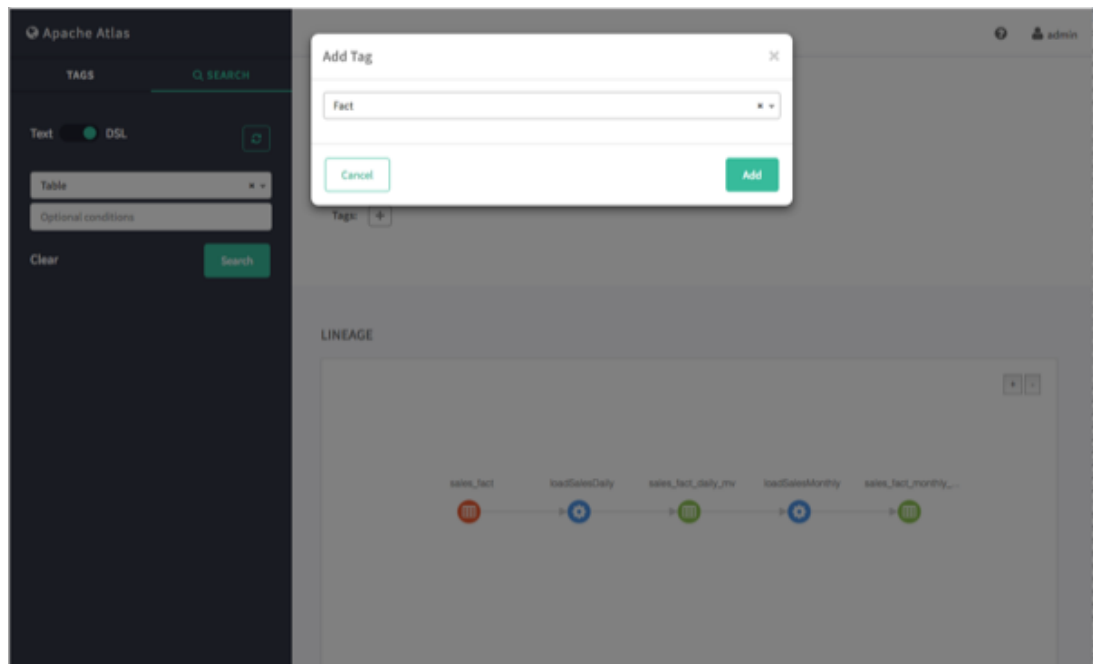 Apache Atlas
admin
TAGS
SEARCH
Text
DSL
Table
Optional conditions
Clear
Search
Add Tag
Fact
Cancel
Add
Tags:
LINEAGE
sales_fact
loadSalesDaily
sales_fact_daily_mv
loadSalesMonthly
sales_fact_monthly_...